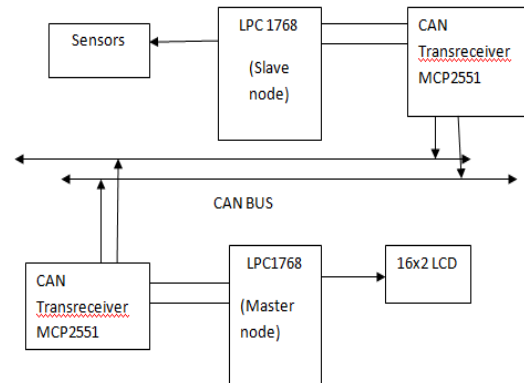 Sensors
LPC 1768
(Slave
node)
CAN
Transreceiver
MCP2551
CAN BUS
CAN
Transreceiver
MCP2551
LPC1768
(Master
node)
16x2 LCD